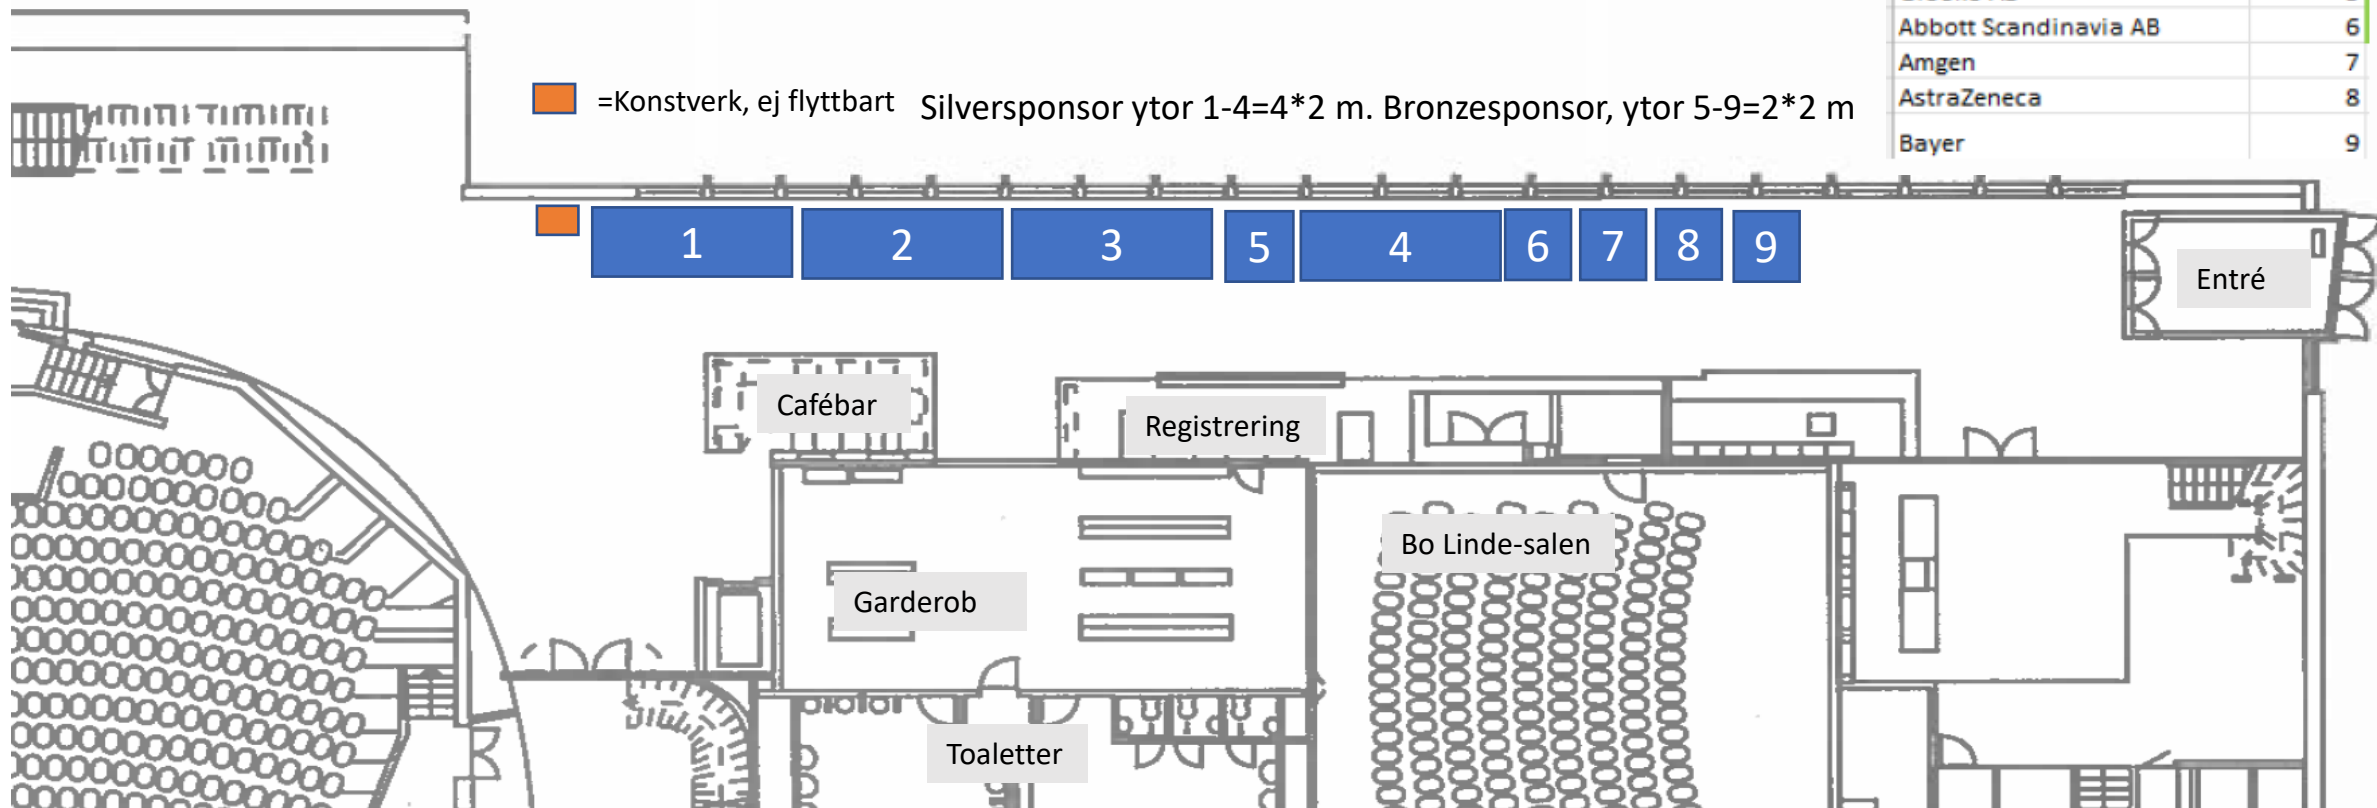 Abbott Scandinavia AB 6
Amgen 7
AstraZeneca 8
Bayer 9
=Konstverk, ej flyttbart
Silversponsor ytor 1-4=4*2 m. Bronzesponsor, ytor 5-9=2*2 m
1 2 3 5 4 6 7 8 9
Entré
Cafébar
Registrering
Bo Linde-salen
Garderob
Toaletter